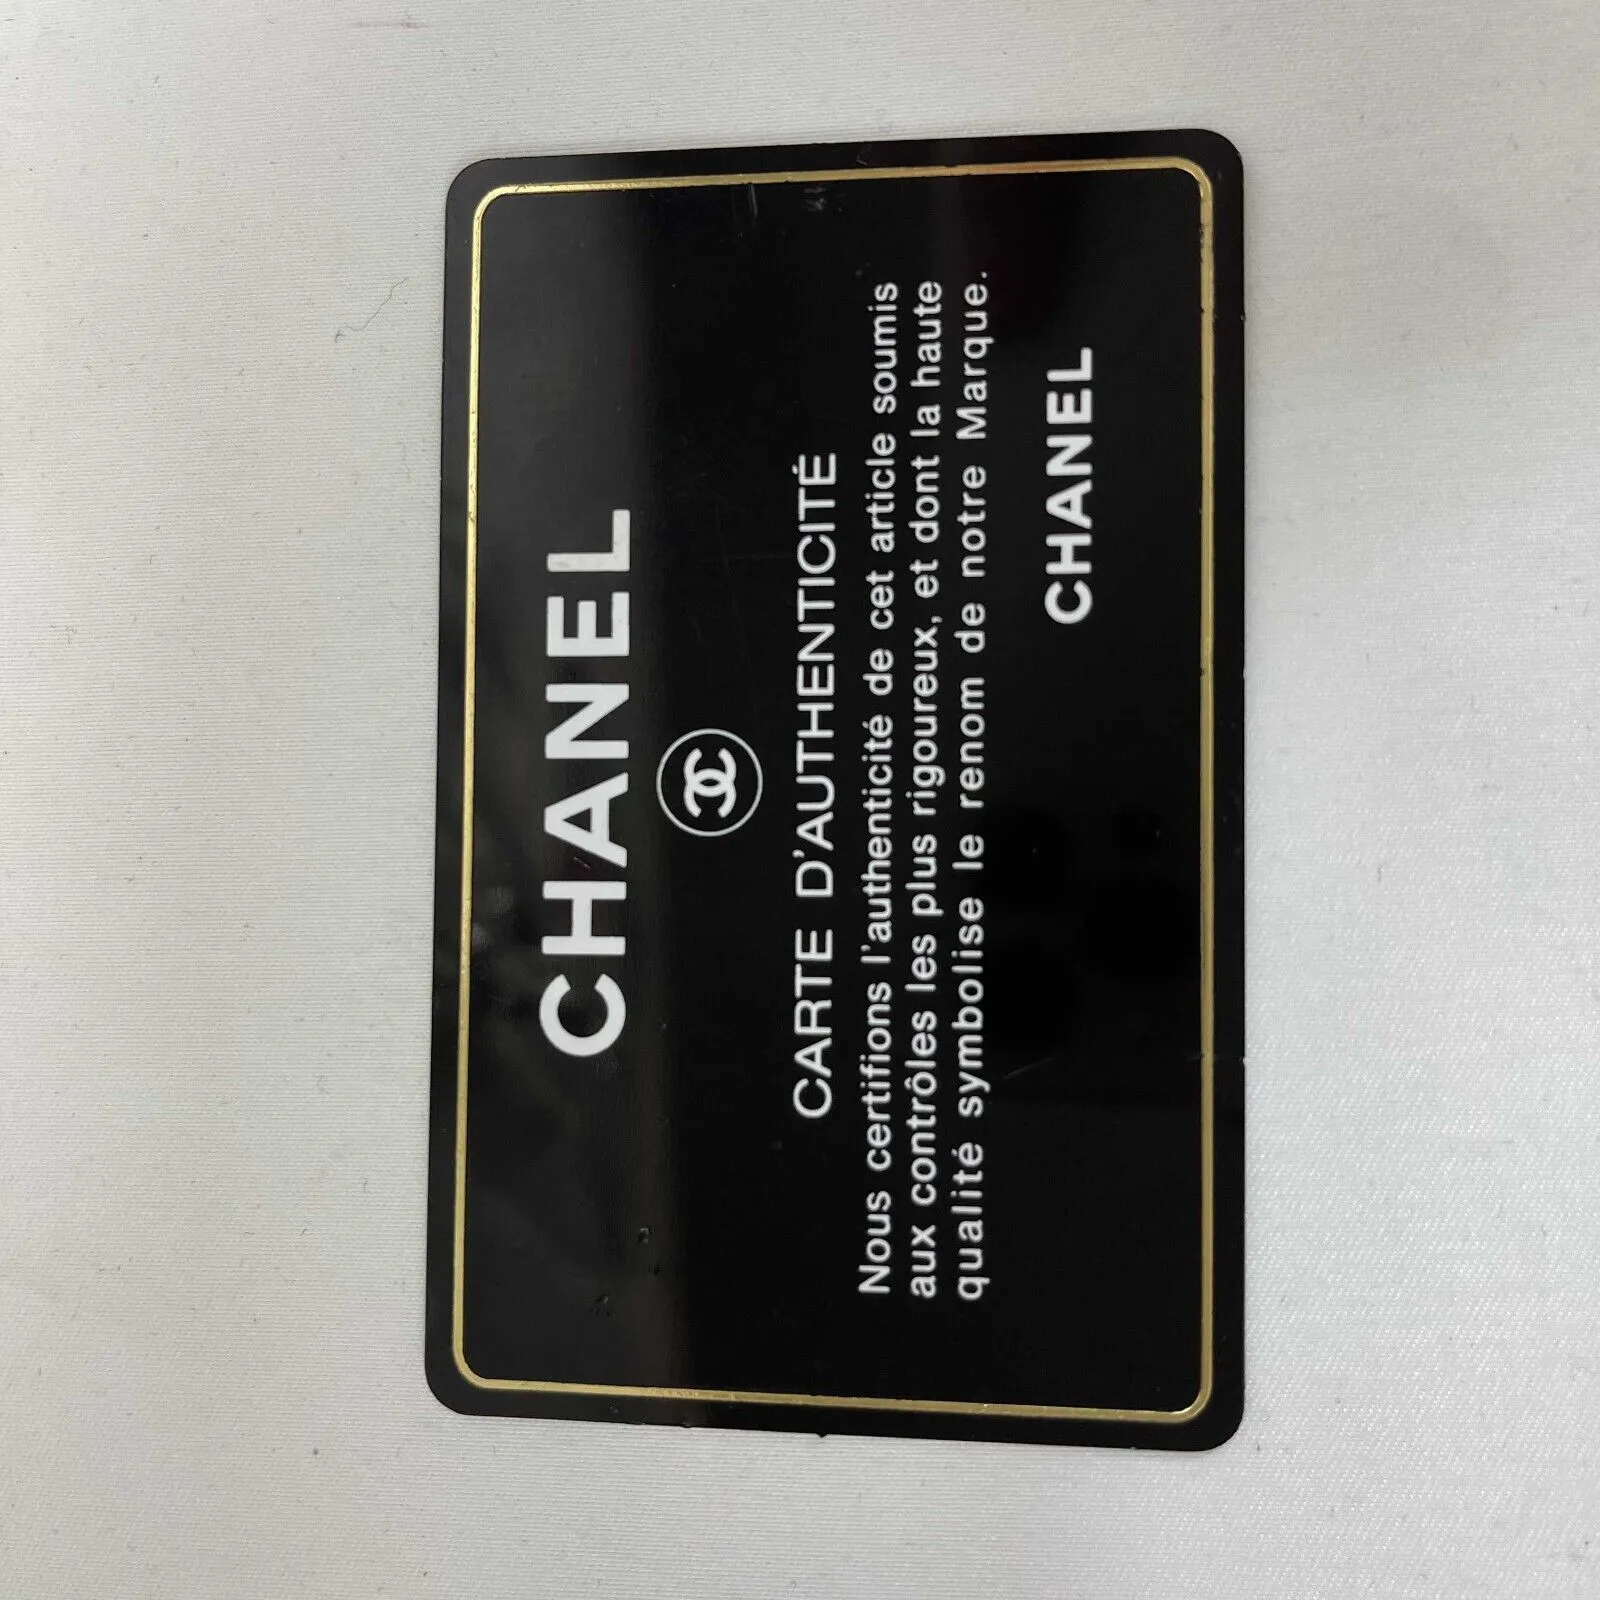 CHANEL
CARTE D'AUTHENTICITÉ
Nous certifions l'authenticité de cet article soumis
aux contrôles les plus rigoureux, et dont la haute
qualité symbolise le renom de notre Marque.
CHANEL